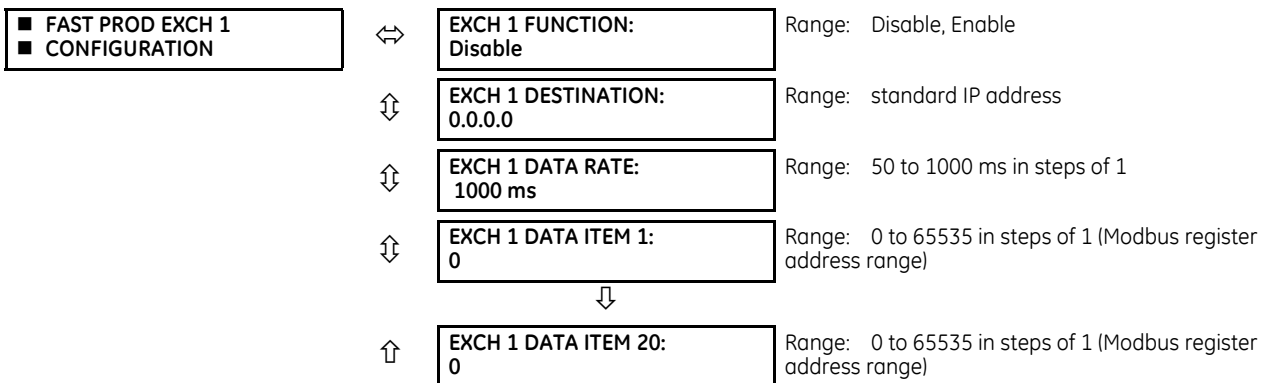 ■ FAST PROD EXCH 1
■ CONFIGURATION
EXCH 1 FUNCTION:
Disable
Range: Disable, Enable
EXCH 1 DESTINATION:
0.0.0.0
Range: standard IP address
EXCH 1 DATA RATE:
1000 ms
Range: 50 to 1000 ms in steps of 1
EXCH 1 DATA ITEM 1:
0
Range: 0 to 65535 in steps of 1 (Modbus register
address range)
EXCH 1 DATA ITEM 20:
0
Range: 0 to 65535 in steps of 1 (Modbus register
address range)